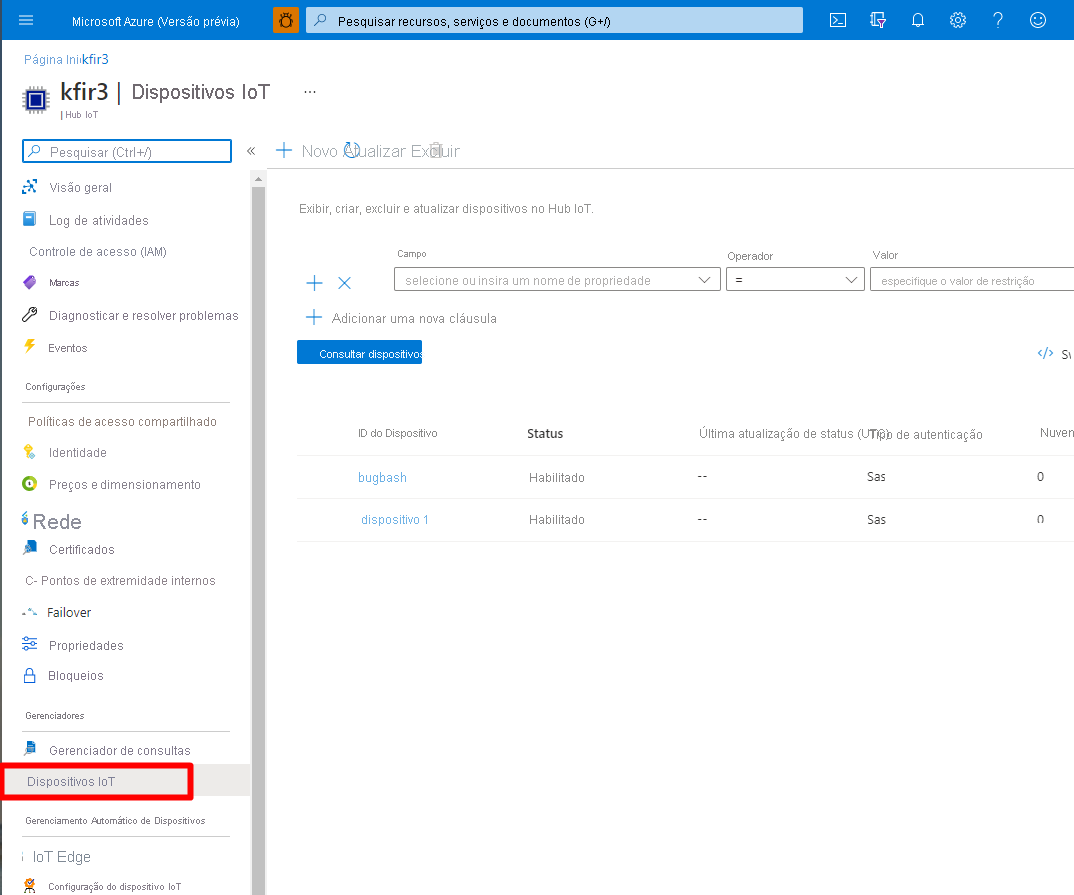 Microsoft Azure (Versão prévia)
Pesquisar recursos, serviços e documentos (G+/)
Página Inikfir3
kfir3 | Dispositivos IoT ...
Hub IoT
Pesquisar (Ctrl+/)
Visão geral
Log de atividades
Controle de acesso (IAM)
Marcas
Diagnosticar e resolver problemas
Eventos
Configurações
Políticas de acesso compartilhado
Identidade
Preços e dimensionamento
Rede
Certificados
C- Pontos de extremidade internos
Failover
Propriedades
Bloqueios
Gerenciadores
Gerenciador de consultas
Dispositivos IoT
Gerenciamento Automático de Dispositivos
IoT Edge
Configuração do dispositivo IoT
Novo Atualizar Excluir
Exibir, criar, excluir e atualizar dispositivos no Hub IoT.
Campo Operador Valor
selecione ou insira um nome de propriedade = especifique o valor de restrição
Adicionar uma nova cláusula
Consultar dispositivos
</> Sv
ID do Dispositivo Status Última atualização de status (UTC) Tipo de autenticação Nuven
bugbash Habilitado -- Sas 0
dispositivo 1 Habilitado -- Sas 0